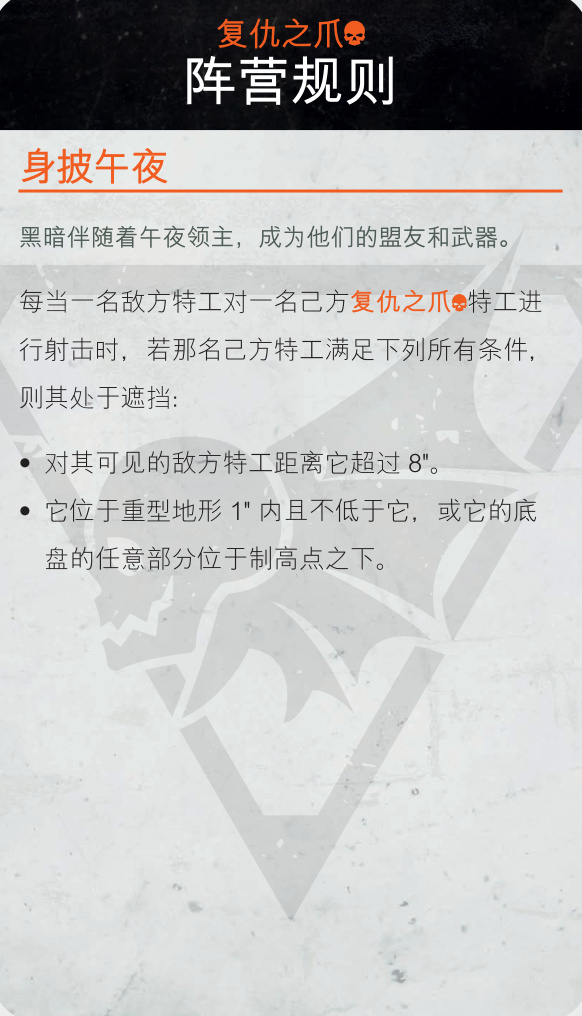 复仇之爪
阵营规则
身披午夜
黑暗伴随着午夜领主，成为他们的盟友和武器。
每当一名敌方特工对一名己方复仇之爪特工进
行射击时，若那名己方特工满足下列所有条件，
则其处于遮挡:
• 对其可见的敌方特工距离它超过 8"。
• 它位于重型地形 1" 内且不低于它，或它的底
盘的任意部分位于制高点之下。